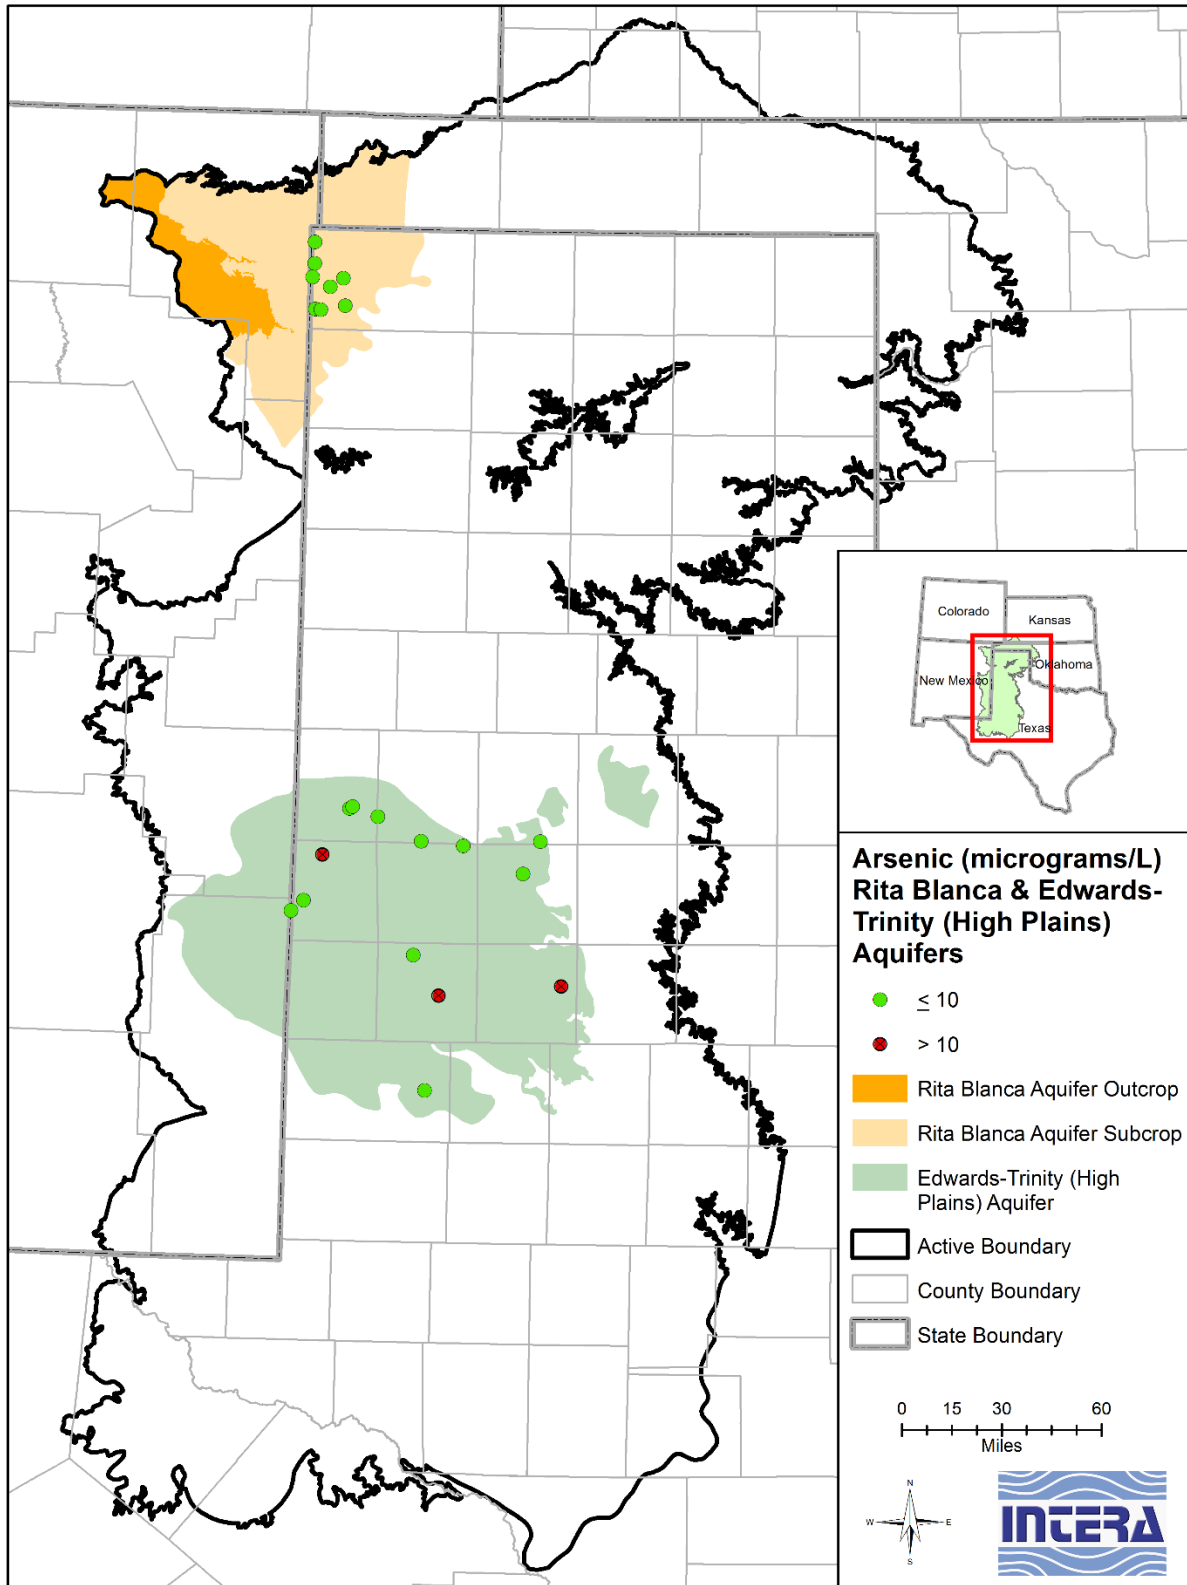 Colorado
Kansas
New Mexico
Oklahoma
Texas
Arsenic (micrograms/L)
Rita Blanca & Edwards-
Trinity (High Plains)
Aquifers
≤ 10
> 10
Rita Blanca Aquifer Outcrop
Rita Blanca Aquifer Subcrop
Edwards-Trinity (High
Plains) Aquifer
Active Boundary
County Boundary
State Boundary
0 15 30 60
Miles
N
W E
S
INTERA